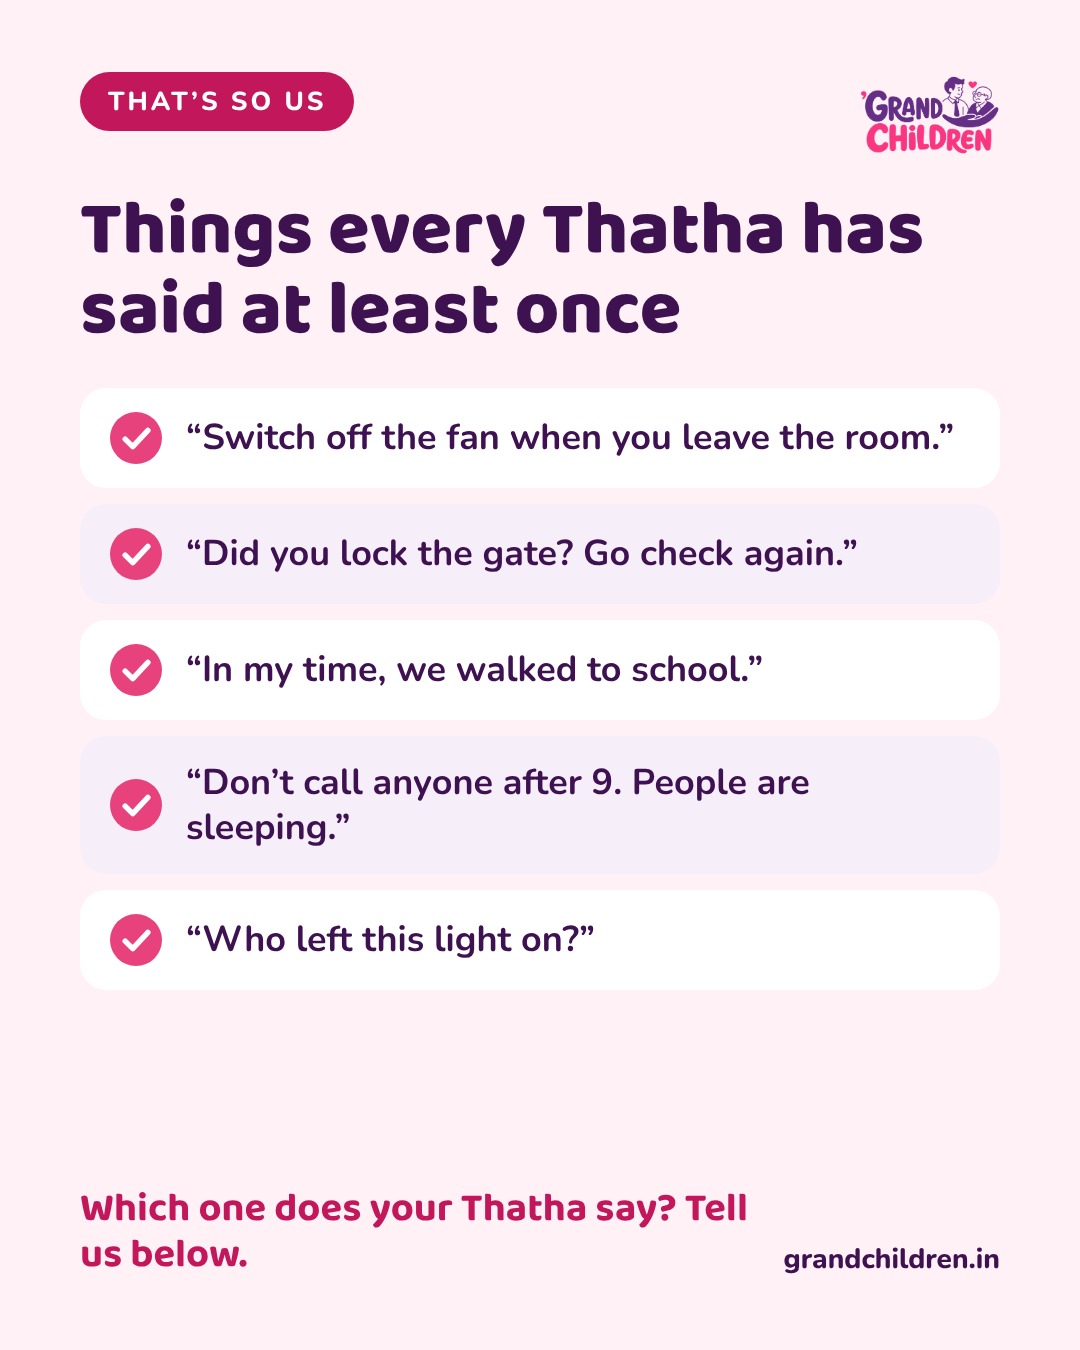 THAT’S SO US
’GRAND
CHiLDREN
Things every Thatha has
said at least once
“Switch off the fan when you leave the room.”
“Did you lock the gate? Go check again.”
“In my time, we walked to school.”
“Don’t call anyone after 9. People are
sleeping.”
“Who left this light on?”
Which one does your Thatha say? Tell
us below.
grandchildren.in